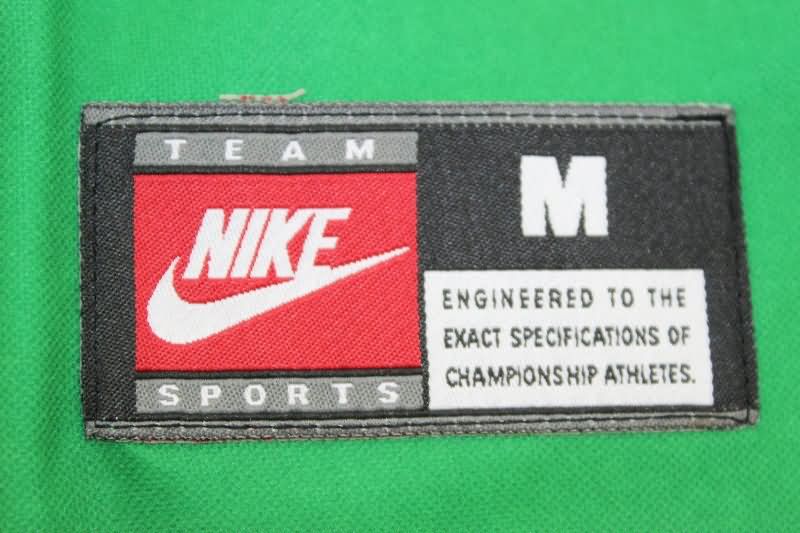 TEAM
NIKE
SPORTS
M
ENGINEERED TO THE
EXACT SPECIFICATIONS OF
CHAMPIONSHIP ATHLETES.